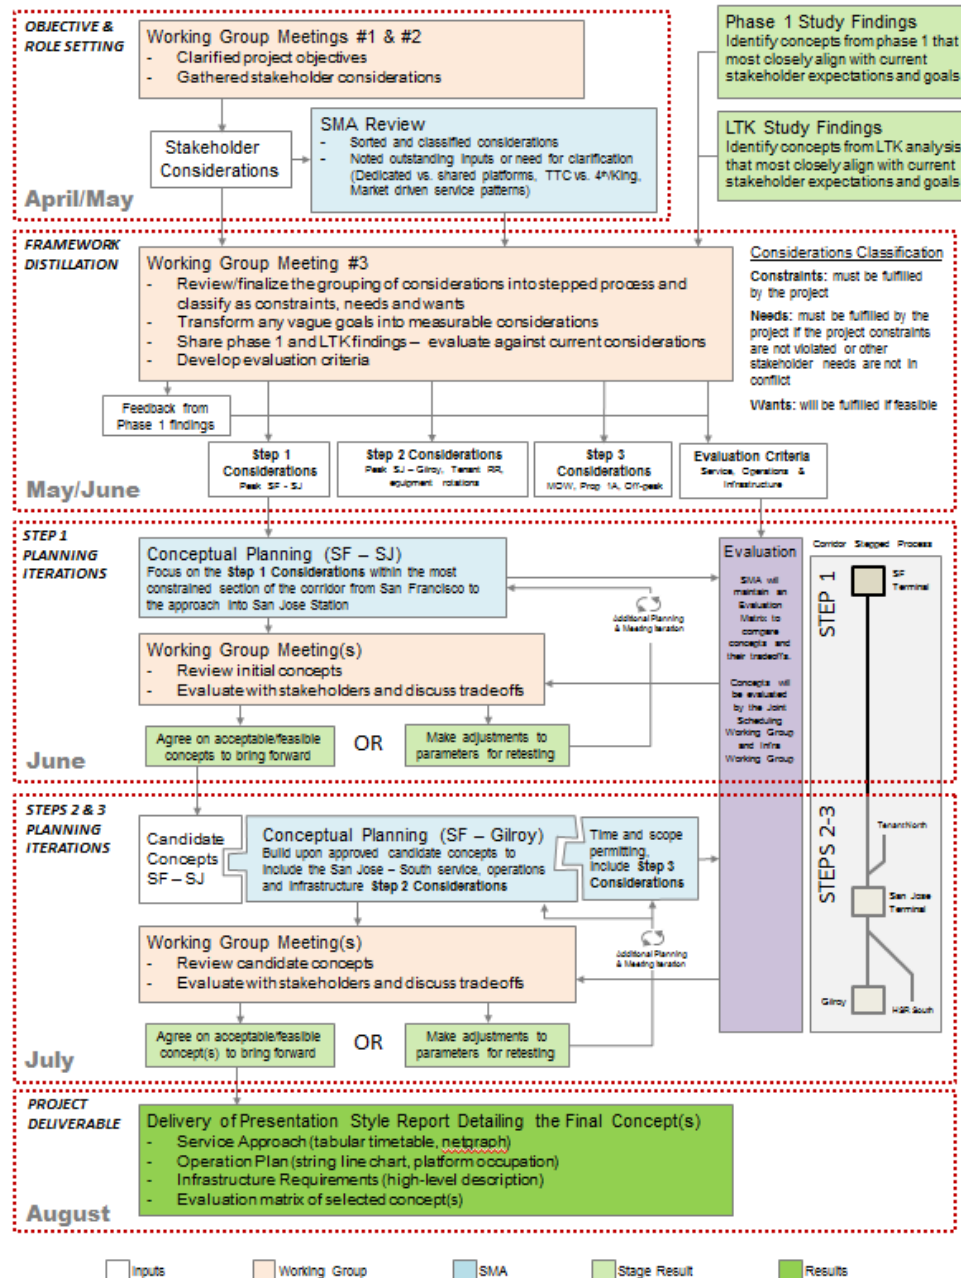 OBJECTIVE &
ROLE SETTING
Working Group Meetings #1 & #2
- Clarified project objectives
- Gathered stakeholder considerations
Phase 1 Study Findings
Identify concepts from phase 1 that
most closely align with current
stakeholder expectations and goals
LTK Study Findings
Identify concepts from LTK analysis
that most closely align with current
stakeholder expectations and goals
Stakeholder
Considerations
SMA Review
- Sorted and classified considerations
- Noted outstanding inputs or need for clarification
(Dedicated vs. shared platforms, TTC vs. 4th/King,
Market driven service patterns)
April/May
FRAMEWORK
DISTILLATION
Working Group Meeting #3
- Review/finalize the grouping of considerations into stepped process and
classify as constraints, needs and wants
- Transform any vague goals into measurable considerations
- Share phase 1 and LTK findings – evaluate against current considerations
- Develop evaluation criteria
Considerations Classification
Constraints: must be fulfilled
by the project
Needs: must be fulfilled by the
project if the project constraints
are not violated or other
stakeholder needs are not in
conflict
Wants: will be fulfilled if feasible
Feedback from
Phase 1 findings
Step 1
Considerations
Peak SF - SJ
Step 2 Considerations
Peak SJ – Gilroy, Tenant RR,
equipment rotations
Step 3
Considerations
MOW, Prop 1A, Off-peak
Evaluation Criteria
Service, Operations &
Infrastructure
May/June
STEP 1
PLANNING
ITERATIONS
Conceptual Planning (SF – SJ)
Focus on the Step 1 Considerations within the most
constrained section of the corridor from San Francisco to
the approach into San Jose Station
Additional Planning
& Meeting Iteration
Working Group Meeting(s)
- Review initial concepts
- Evaluate with stakeholders and discuss tradeoffs
Agree on acceptable/feasible
concepts to bring forward
OR
Make adjustments to
parameters for retesting
June
Evaluation
SMA will
maintain an
Evaluation
Matrix to
compare
concepts and
their tradeoffs.
Concepts will
be evaluated
by the Joint
Scheduling
Working Group
and Infra
Working Group
Corridor Stepped Process
STEP 1
SF
Terminal
STEPS 2-3
Tenant North
San Jose
Terminal
Gilroy
HSR South
STEPS 2 & 3
PLANNING
ITERATIONS
Candidate
Concepts
SF – SJ
Conceptual Planning (SF – Gilroy)
Build upon approved candidate concepts to
include the San Jose – South service, operations
and infrastructure Step 2 Considerations
Time and scope
permitting,
include Step 3
Considerations
Additional Planning
& Meeting Iteration
Working Group Meeting(s)
- Review candidate concepts
- Evaluate with stakeholders and discuss tradeoffs
Agree on acceptable/feasible
concept(s) to bring forward
OR
Make adjustments to
parameters for retesting
July
PROJECT
DELIVERABLE
Delivery of Presentation Style Report Detailing the Final Concept(s)
- Service Approach (tabular timetable, netgraph)
- Operation Plan (string line chart, platform occupation)
- Infrastructure Requirements (high-level description)
- Evaluation matrix of selected concept(s)
August
Inputs
Working Group
SMA
Stage Result
Results